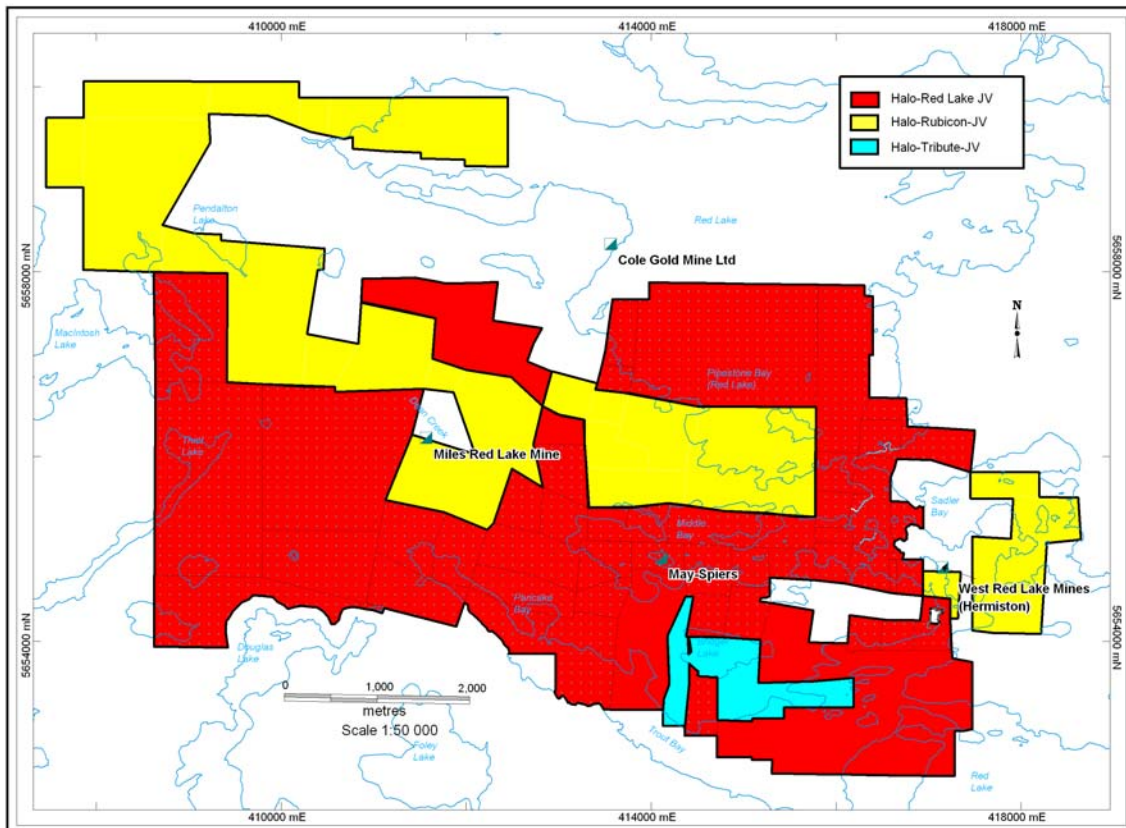 410000 mE
414000 mE
418000 mE
Halo-Red Lake JV
Halo-Rubicon-JV
Halo-Tribute-JV
Pendalton
Lake
Red Lake
Cole Gold Mine Ltd
5658000 mN
5658000 mN
N
MacIntosh
Lake
Pipestone Bay
(Red Lake)
Creek
Thiel
Lake
Miles Red Lake Mine
Sadler
Bay
Middle
Bay
May-Spiers
West Red Lake Mines
(Hermiston)
Pancake
Bay
5654000 mN
5654000 mN
Douglas
Lake
Lake
0 1,000 2,000
metres
Scale 1:50 000
Trout Bay
Foley
Lake
Red
Lake
410000 mE
414000 mE
418000 mE